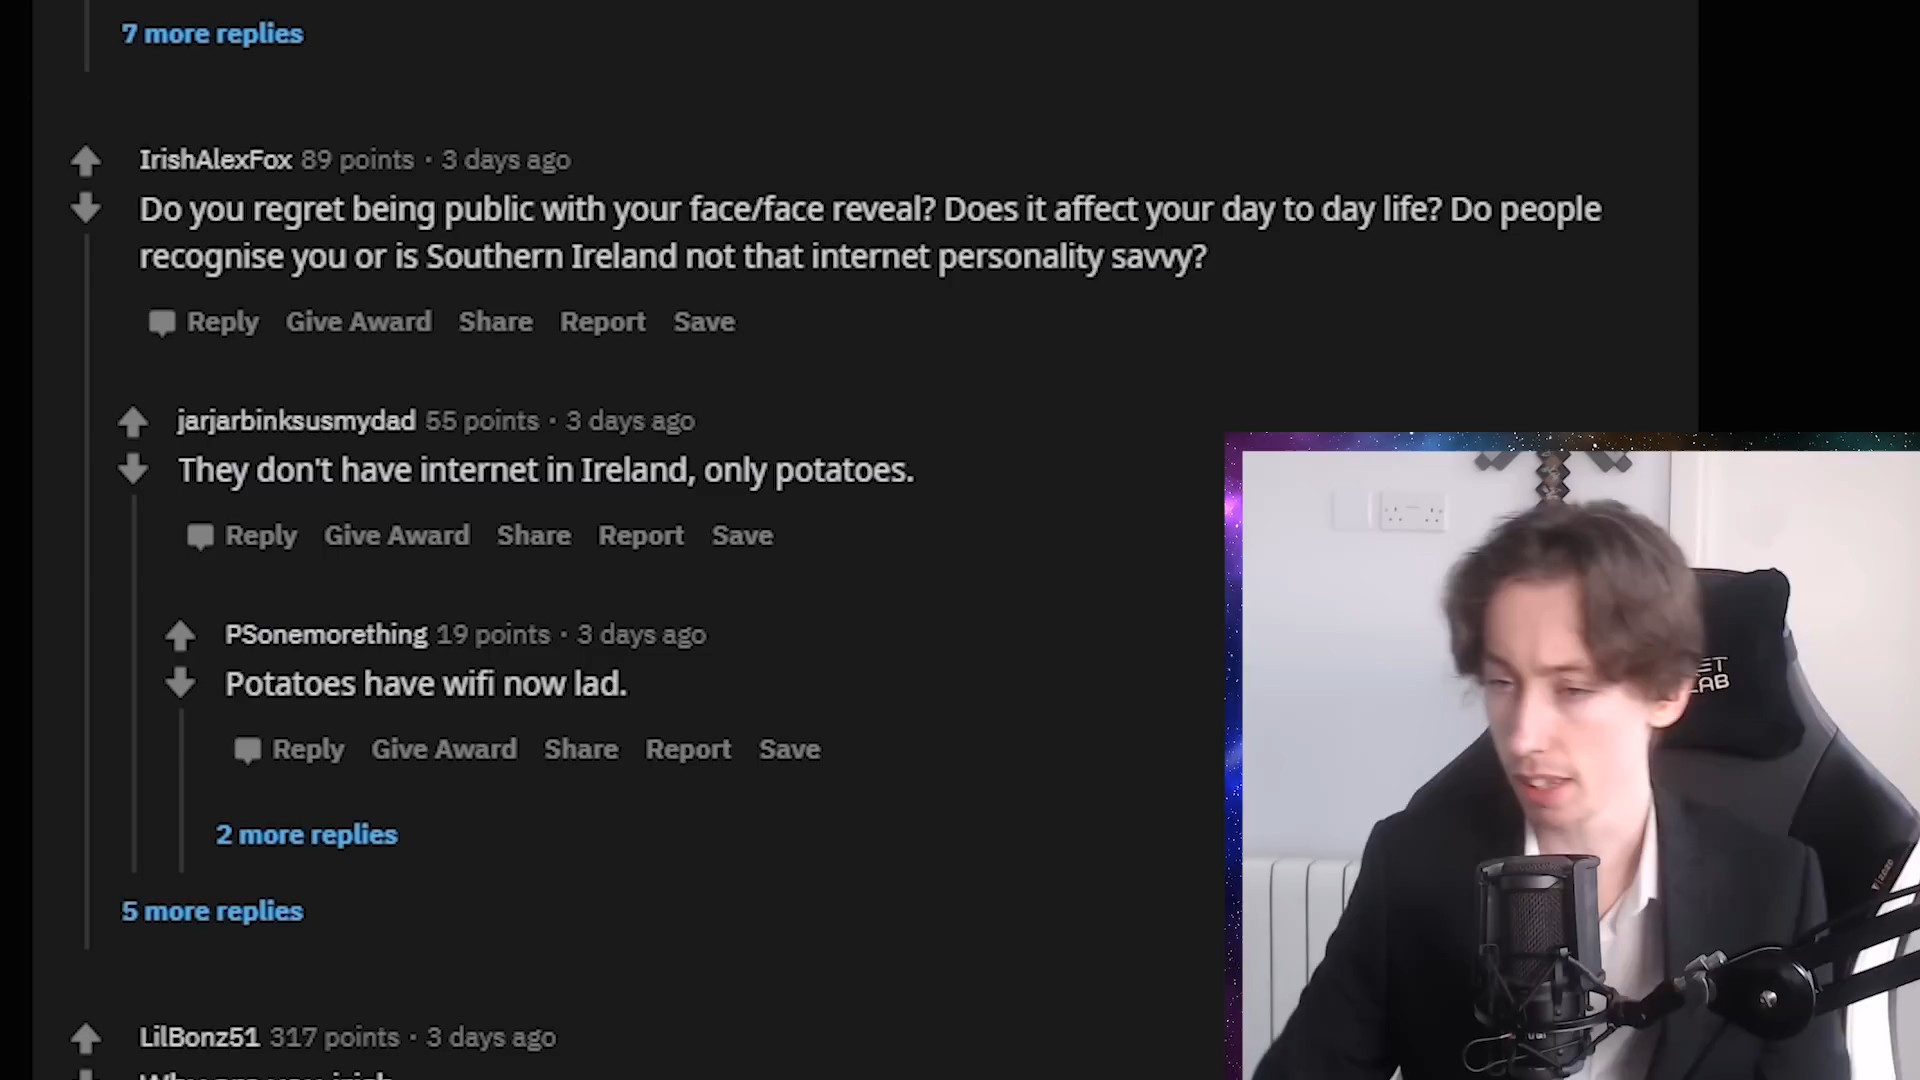 7 more replies
IrishAlexFox 89 points · 3 days ago
Do you regret being public with your face/face reveal? Does it affect your day to day life? Do people
recognise you or is Southern Ireland not that internet personality savvy?
Reply Give Award Share Report Save
jarjarbinksusmydad 55 points · 3 days ago
They don't have internet in Ireland, only potatoes.
Reply Give Award Share Report Save
PSonemorething 19 points · 3 days ago
Potatoes have wifi now lad.
Reply Give Award Share Report Save
2 more replies
5 more replies
LilBonz51 317 points · 3 days ago
Why are you irish